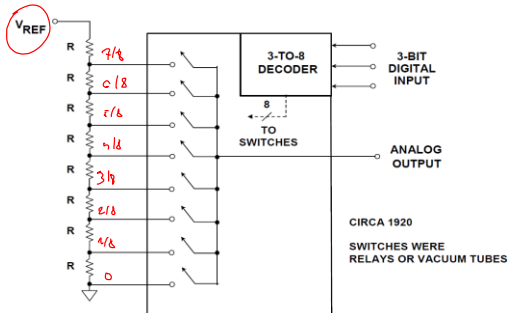 V_REF
R
7/8
R
6/8
R
5/8
R
4/8
R
3/8
R
2/8
R
1/8
R
0
3-TO-8
DECODER
3-BIT
DIGITAL
INPUT
8
TO
SWITCHES
ANALOG
OUTPUT
CIRCA 1920
SWITCHES WERE
RELAYS OR VACUUM TUBES